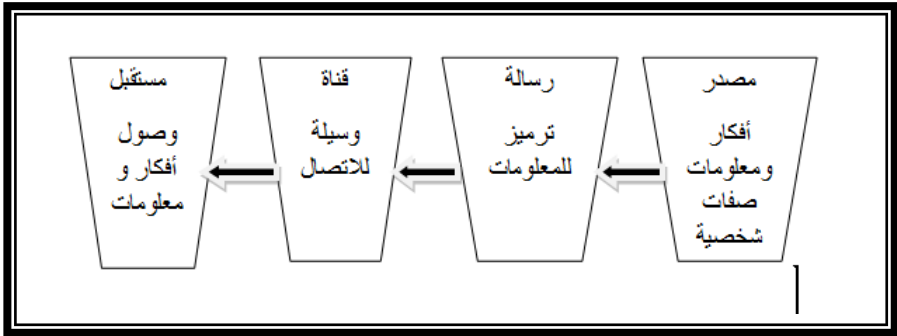 مصدر
أفكار
ومعلومات
صفات
شخصية
رسالة
ترميز
للمعلومات
قناة
وسيلة
للاتصال
مستقبل
وصول
أفكار و
معلومات